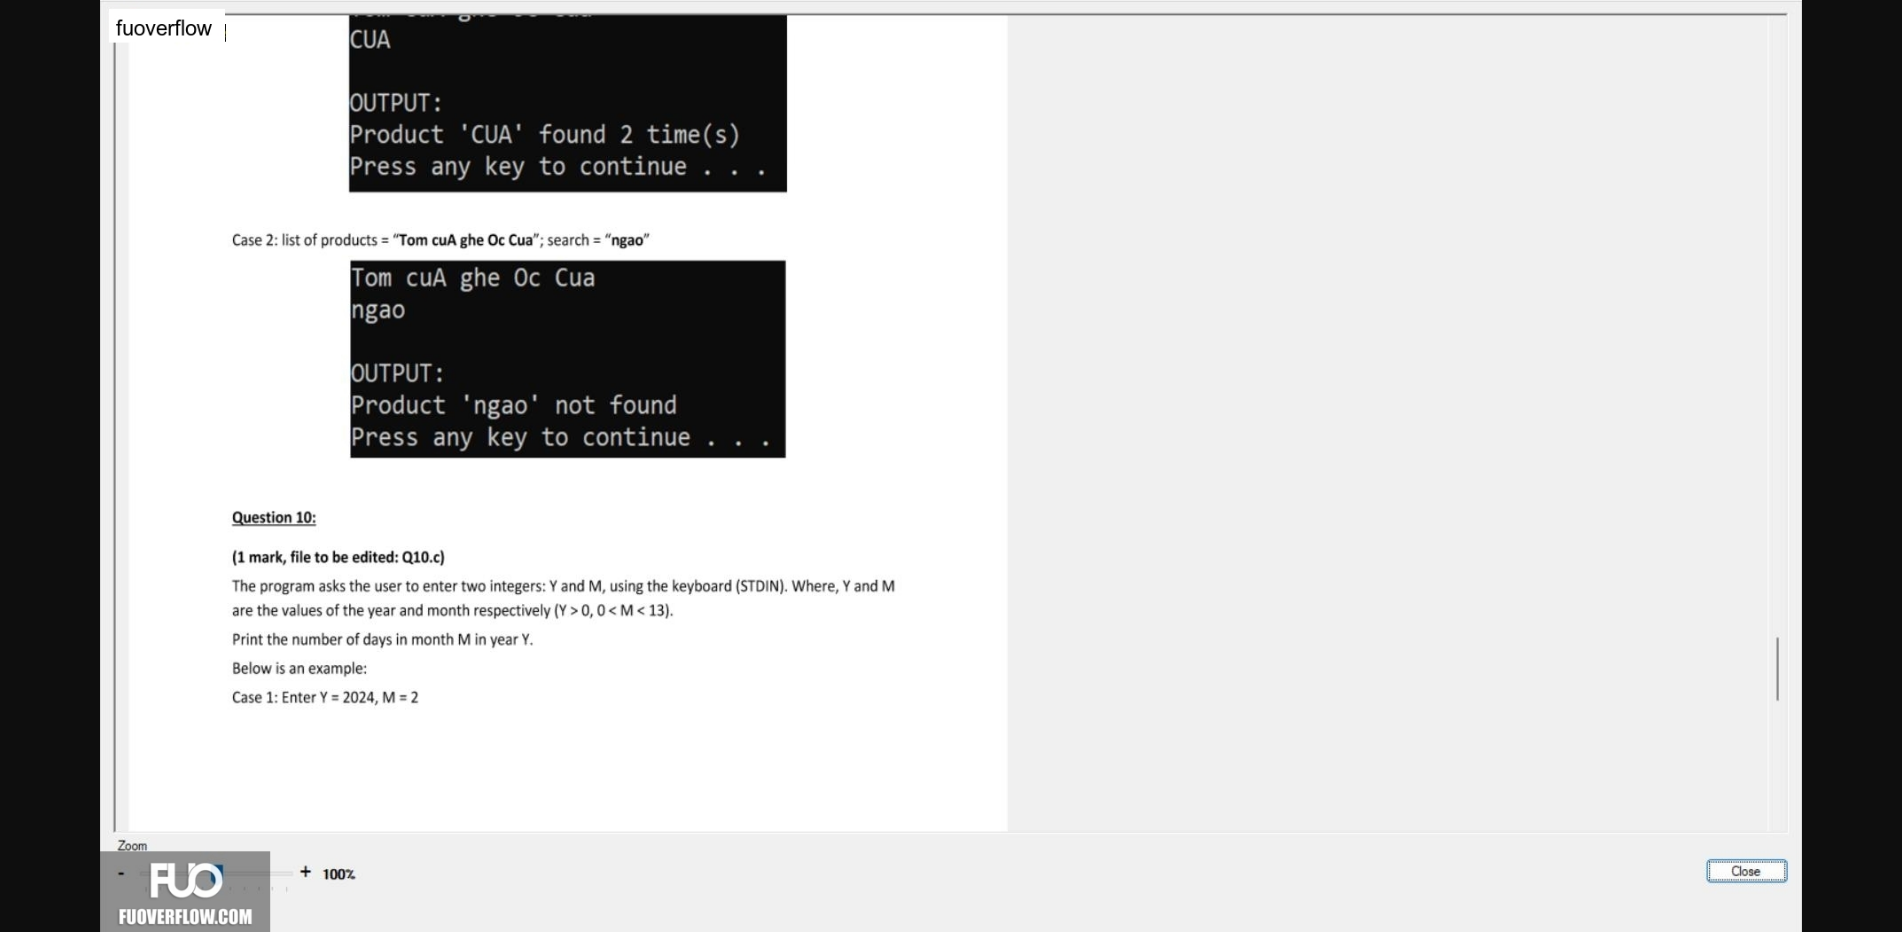 fuoverflow
CUA
OUTPUT:
Product 'CUA' found 2 time(s)
Press any key to continue . . .
Case 2: list of products = “Tom cuA ghe Oc Cua”; search = “ngao”
Tom cuA ghe Oc Cua
ngao
OUTPUT:
Product 'ngao' not found
Press any key to continue . . .
Question 10:
(1 mark, file to be edited: Q10.c)
The program asks the user to enter two integers: Y and M, using the keyboard (STDIN). Where, Y and M
are the values of the year and month respectively (Y > 0, 0 < M < 13).
Print the number of days in month M in year Y.
Below is an example:
Case 1: Enter Y = 2024, M = 2
Zoom
- + 100%
Close
FUO
FUOVERFLOW.COM